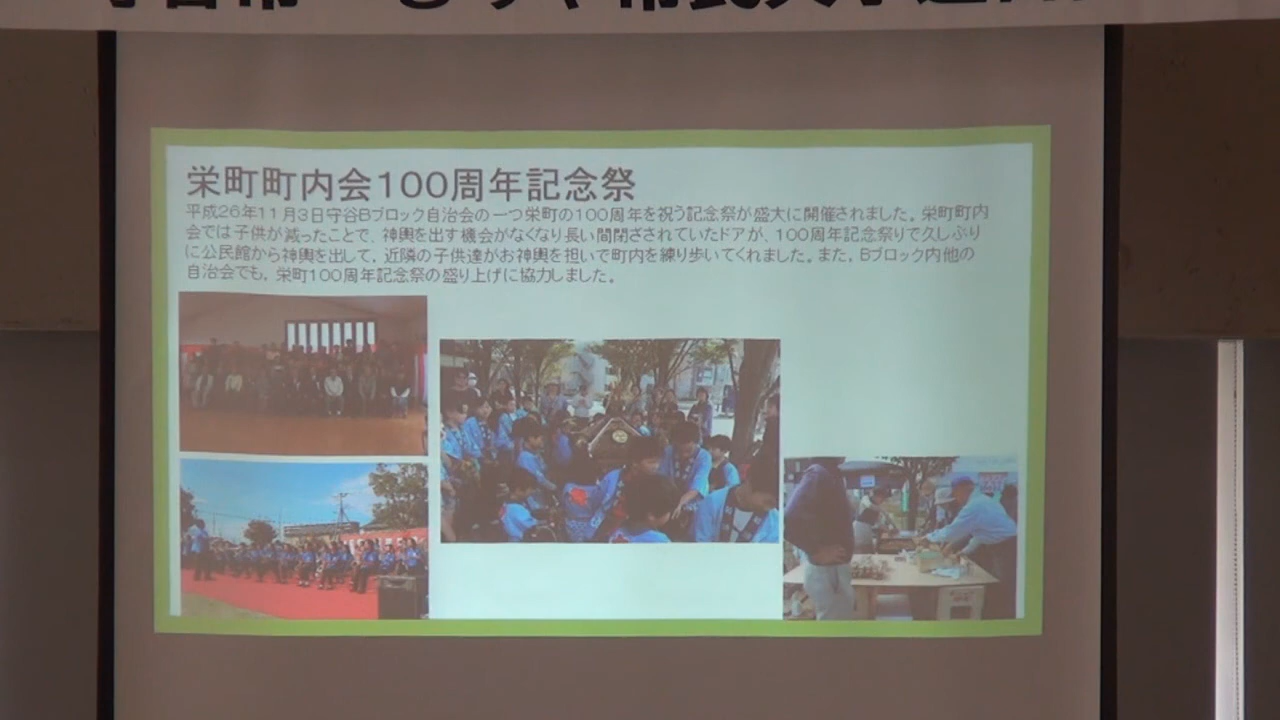 栄町町内会100周年記念祭
平成26年11月3日守谷Bブロック自治会の一つ栄町の100周年を祝う記念祭が盛大に開催されました。栄町町内
会では子供が減ったことで、神輿を出す機会がなくなり長い間閉ざされていたドアが、100周年記念祭りで久しぶり
に公民館から神輿を出して、近隣の子供達がお神輿を担いで町内を練り歩いてくれました。また、Bブロック内他の
自治会でも、栄町100周年記念祭の盛り上げに協力しました。